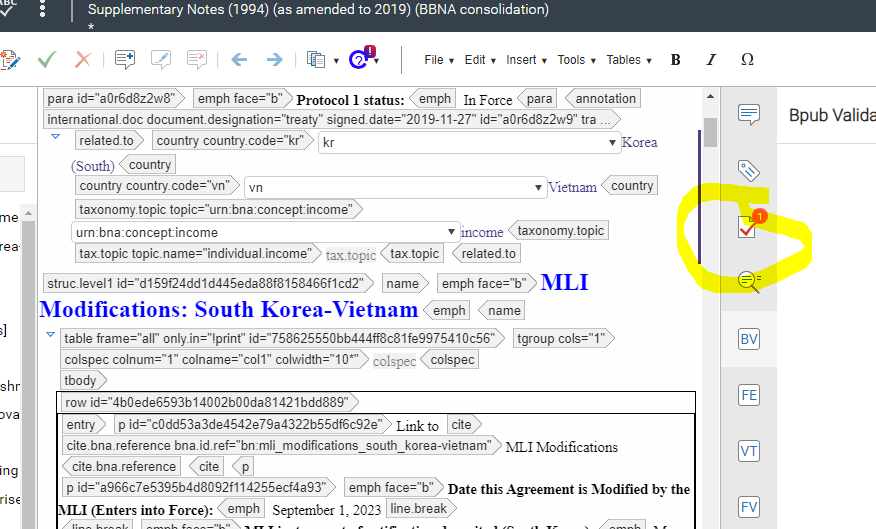 ABC
Supplementary Notes (1994) (as amended to 2019) (BBNA consolidation)
*
File Edit Insert Tools Tables B I Ω
para id="a0r6d8z2w8" emph face="b" Protocol 1 status: emph In Force para annotation
international.doc document.designation="treaty" signed.date="2019-11-27" id="a0r6d8z2w9" tra ...
related.to country country.code="kr" kr Korea
(South) country
country country.code="vn" vn Vietnam country
taxonomy.topic topic="urn:bna:concept:income"
urn:bna:concept:income income taxonomy.topic
tax.topic topic.name="individual.income" tax.topic tax.topic related.to
struc.level1 id="d159f24dd1d445eda88f8158466f1cd2" name emph face="b" MLI
Modifications: South Korea-Vietnam emph name
table frame="all" only.in="!print" id="758625550bb444ff8c81fe9975410c56" tgroup cols="1"
colspec colnum="1" colname="col1" colwidth="10*" colspec colspec
tbody
row id="4b0ede6593b14002b00da81421bdd889"
entry p id="c0dd53a3de4542e79a4322b55df6c92e" Link to cite
cite.bna.reference bna.id.ref="bn:mli_modifications_south_korea-vietnam" MLI Modifications
cite.bna.reference cite p
p id="a966c7e5395b4d8092f114255ecf4a93" emph face="b" Date this Agreement is Modified by the
MLI (Enters into Force): emph September 1, 2023 line.break
line.break emph face="b" emph
Bpub Valida
1
BV
FE
VT
FV
me
rea-
s]
shr
ova
ing
rise